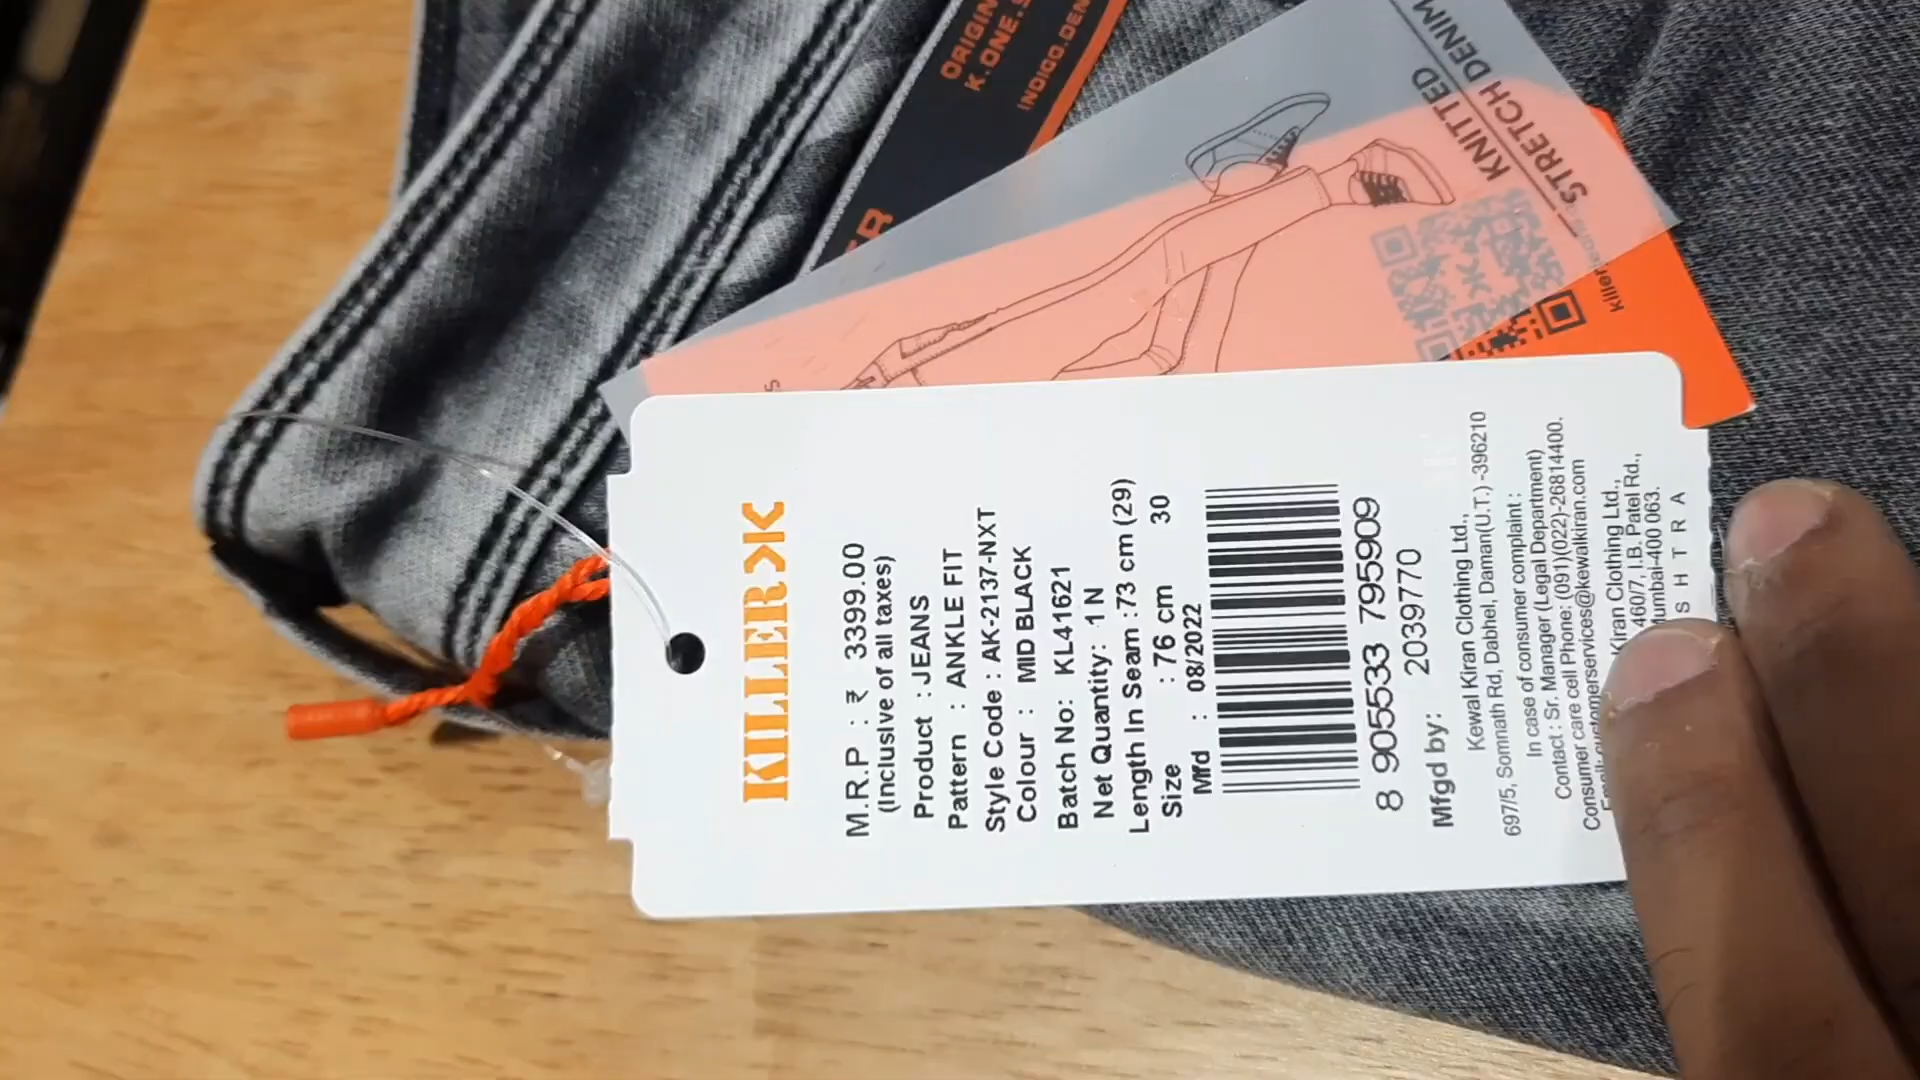 ORIGIN
K.ONE.S
INDIGO.DEN
ER
KNITTED
STRETCH DENIM
killer
KILLER
M.R.P : ₹ 3399.00
(Inclusive of all taxes)
Product : JEANS
Pattern : ANKLE FIT
Style Code : AK-2137-NXT
Colour : MID BLACK
Batch No: KL41621
Net Quantity: 1 N
Length In Seam : 73 cm (29)
Size : 76 cm 30
Mfd : 08/2022
8 905533 795909
2039770
Mfgd by:
Kewal Kiran Clothing Ltd.,
697/5, Somnath Rd, Dabhel, Daman(U.T.) -396210
In case of consumer complaint :
Contact : Sr. Manager (Legal Department)
Consumer care cell Phone: (091)(022)-26814400.
Email: customerservices@kewalkiran.com
Kiran Clothing Ltd.,
460/7, I.B. Patel Rd.,
Mumbai-400 063.
S H T R A